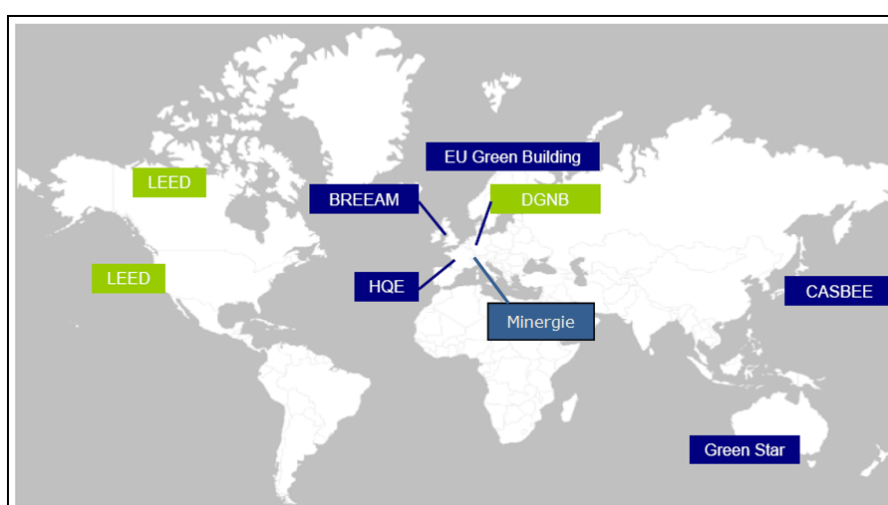 EU Green Building
LEED
BREEAM
DGNB
LEED
HQE
CASBEE
Minergie
Green Star